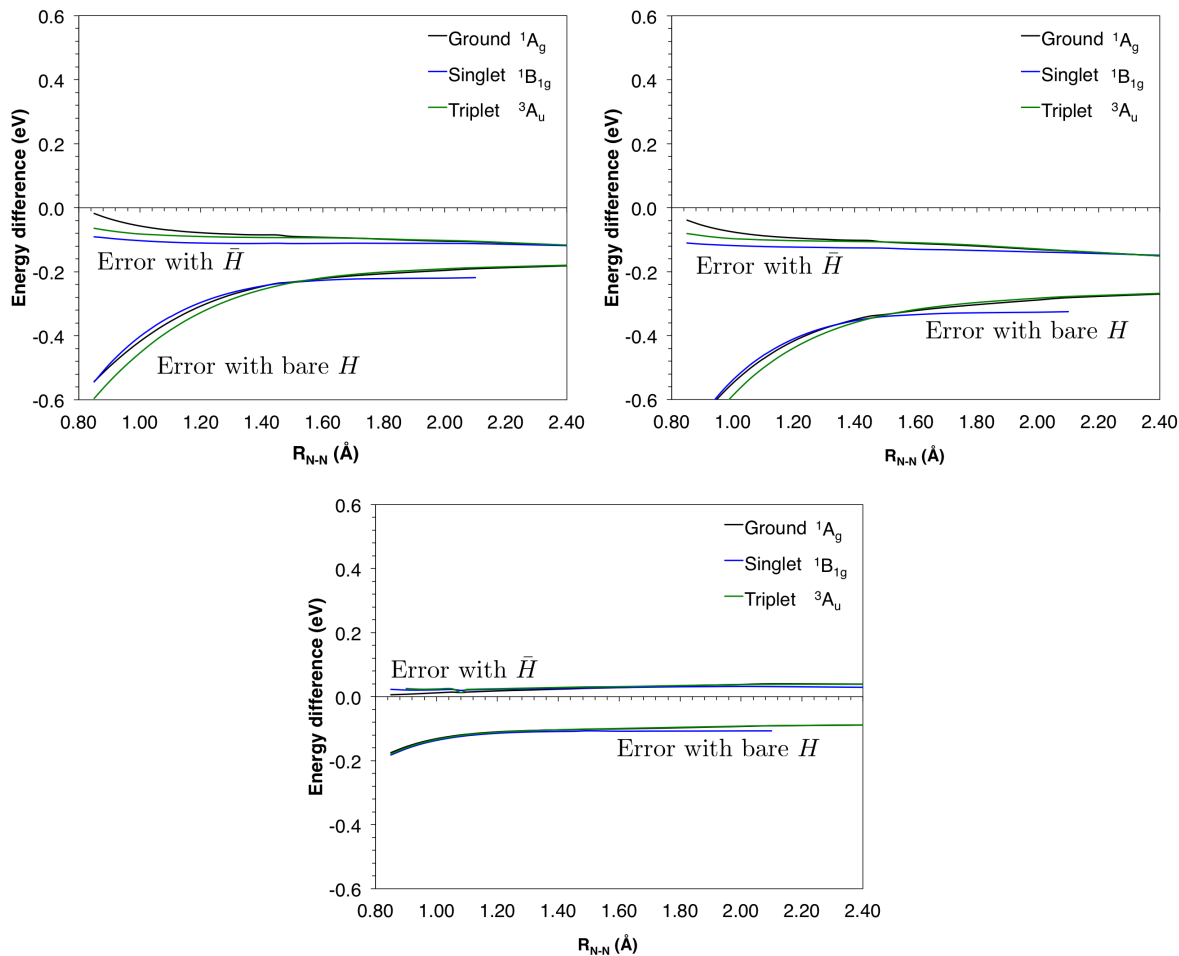 0.6
0.4
0.2
0.0
-0.2
-0.4
-0.6
Energy difference (eV)
Ground ¹A_g
Singlet ¹B_1g
Triplet ³A_u
Error with H̄
Error with bare H
0.80 1.00 1.20 1.40 1.60 1.80 2.00 2.20 2.40
R_N-N (Å)
0.6
0.4
0.2
0.0
-0.2
-0.4
-0.6
Energy difference (eV)
Ground ¹A_g
Singlet ¹B_1g
Triplet ³A_u
Error with H̄
Error with bare H
0.80 1.00 1.20 1.40 1.60 1.80 2.00 2.20 2.40
R_N-N (Å)
0.6
0.4
0.2
0.0
-0.2
-0.4
-0.6
Energy difference (eV)
Ground ¹A_g
Singlet ¹B_1g
Triplet ³A_u
Error with H̄
Error with bare H
0.80 1.00 1.20 1.40 1.60 1.80 2.00 2.20 2.40
R_N-N (Å)